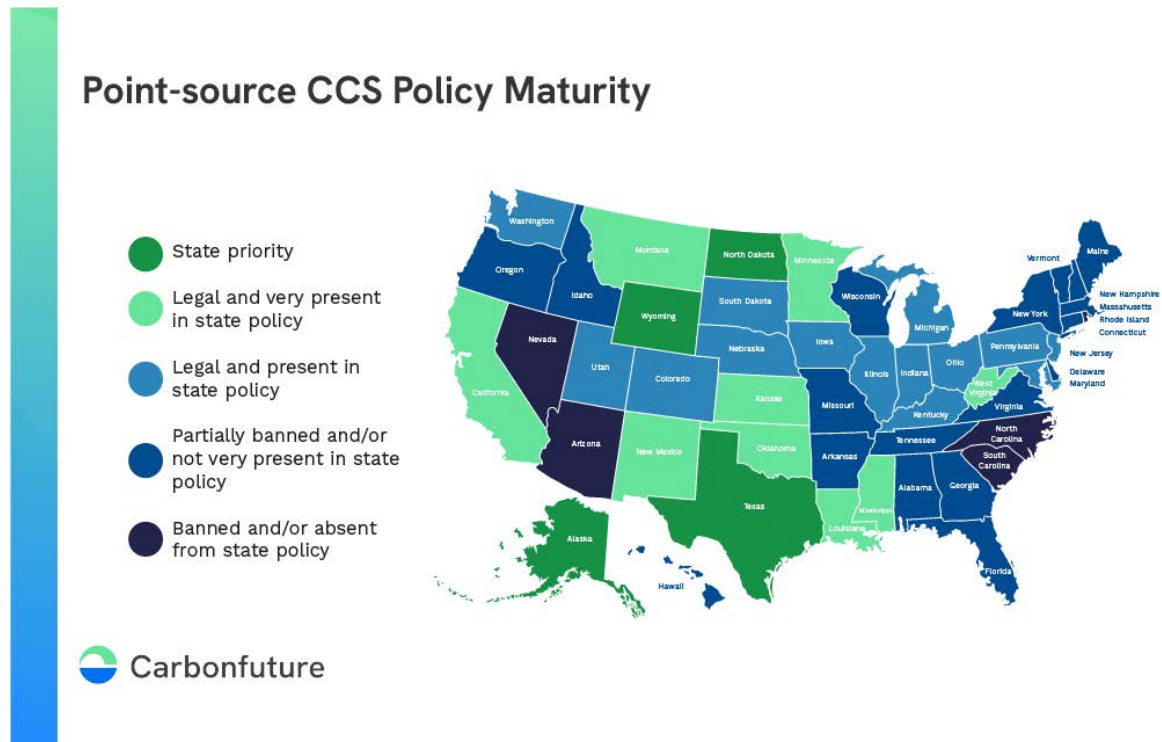 Point-source CCS Policy Maturity
State priority
Legal and very present
in state policy
Legal and present in
state policy
Partially banned and/or
not very present in state
policy
Banned and/or absent
from state policy
Washington
Oregon
Idaho
Montana
North Dakota
Minnesota
Wyoming
South Dakota
Wisconsin
Michigan
Nevada
Utah
Colorado
Nebraska
Iowa
Illinois
Indiana
Ohio
Pennsylvania
New York
Vermont
Maine
New Hampshire
Massachusetts
Rhode Island
Connecticut
New Jersey
Delaware
Maryland
California
Arizona
New Mexico
Kansas
Oklahoma
Texas
Missouri
Arkansas
Louisiana
Mississippi
Kentucky
West
Virginia
Virginia
Tennessee
North
Carolina
South
Carolina
Alabama
Georgia
Florida
Alaska
Hawaii
Carbonfuture